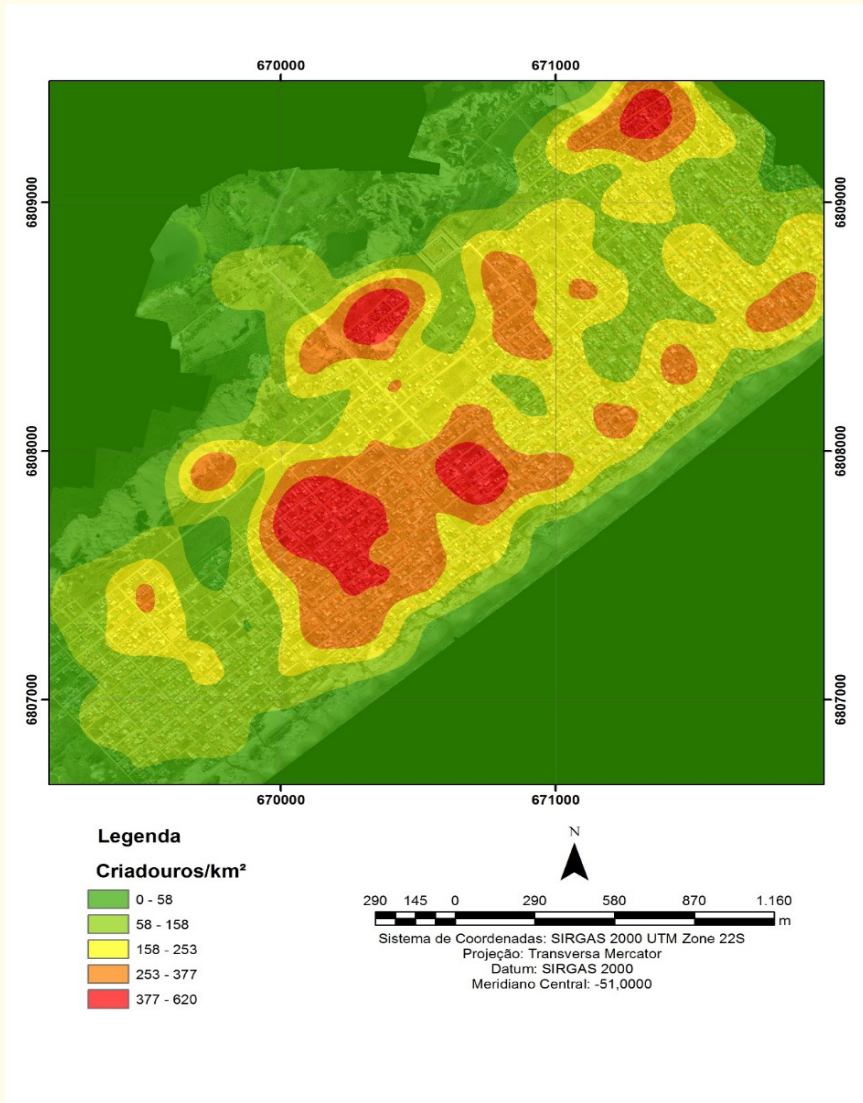 670000 671000
6809000 6809000
6808000 6808000
6807000 6807000
670000 671000
Legenda
Criadouros/km²
0 - 58
58 - 158
158 - 253
253 - 377
377 - 620
N
290 145 0 290 580 870 1.160
m
Sistema de Coordenadas: SIRGAS 2000 UTM Zone 22S
Projeção: Transversa Mercator
Datum: SIRGAS 2000
Meridiano Central: -51,0000